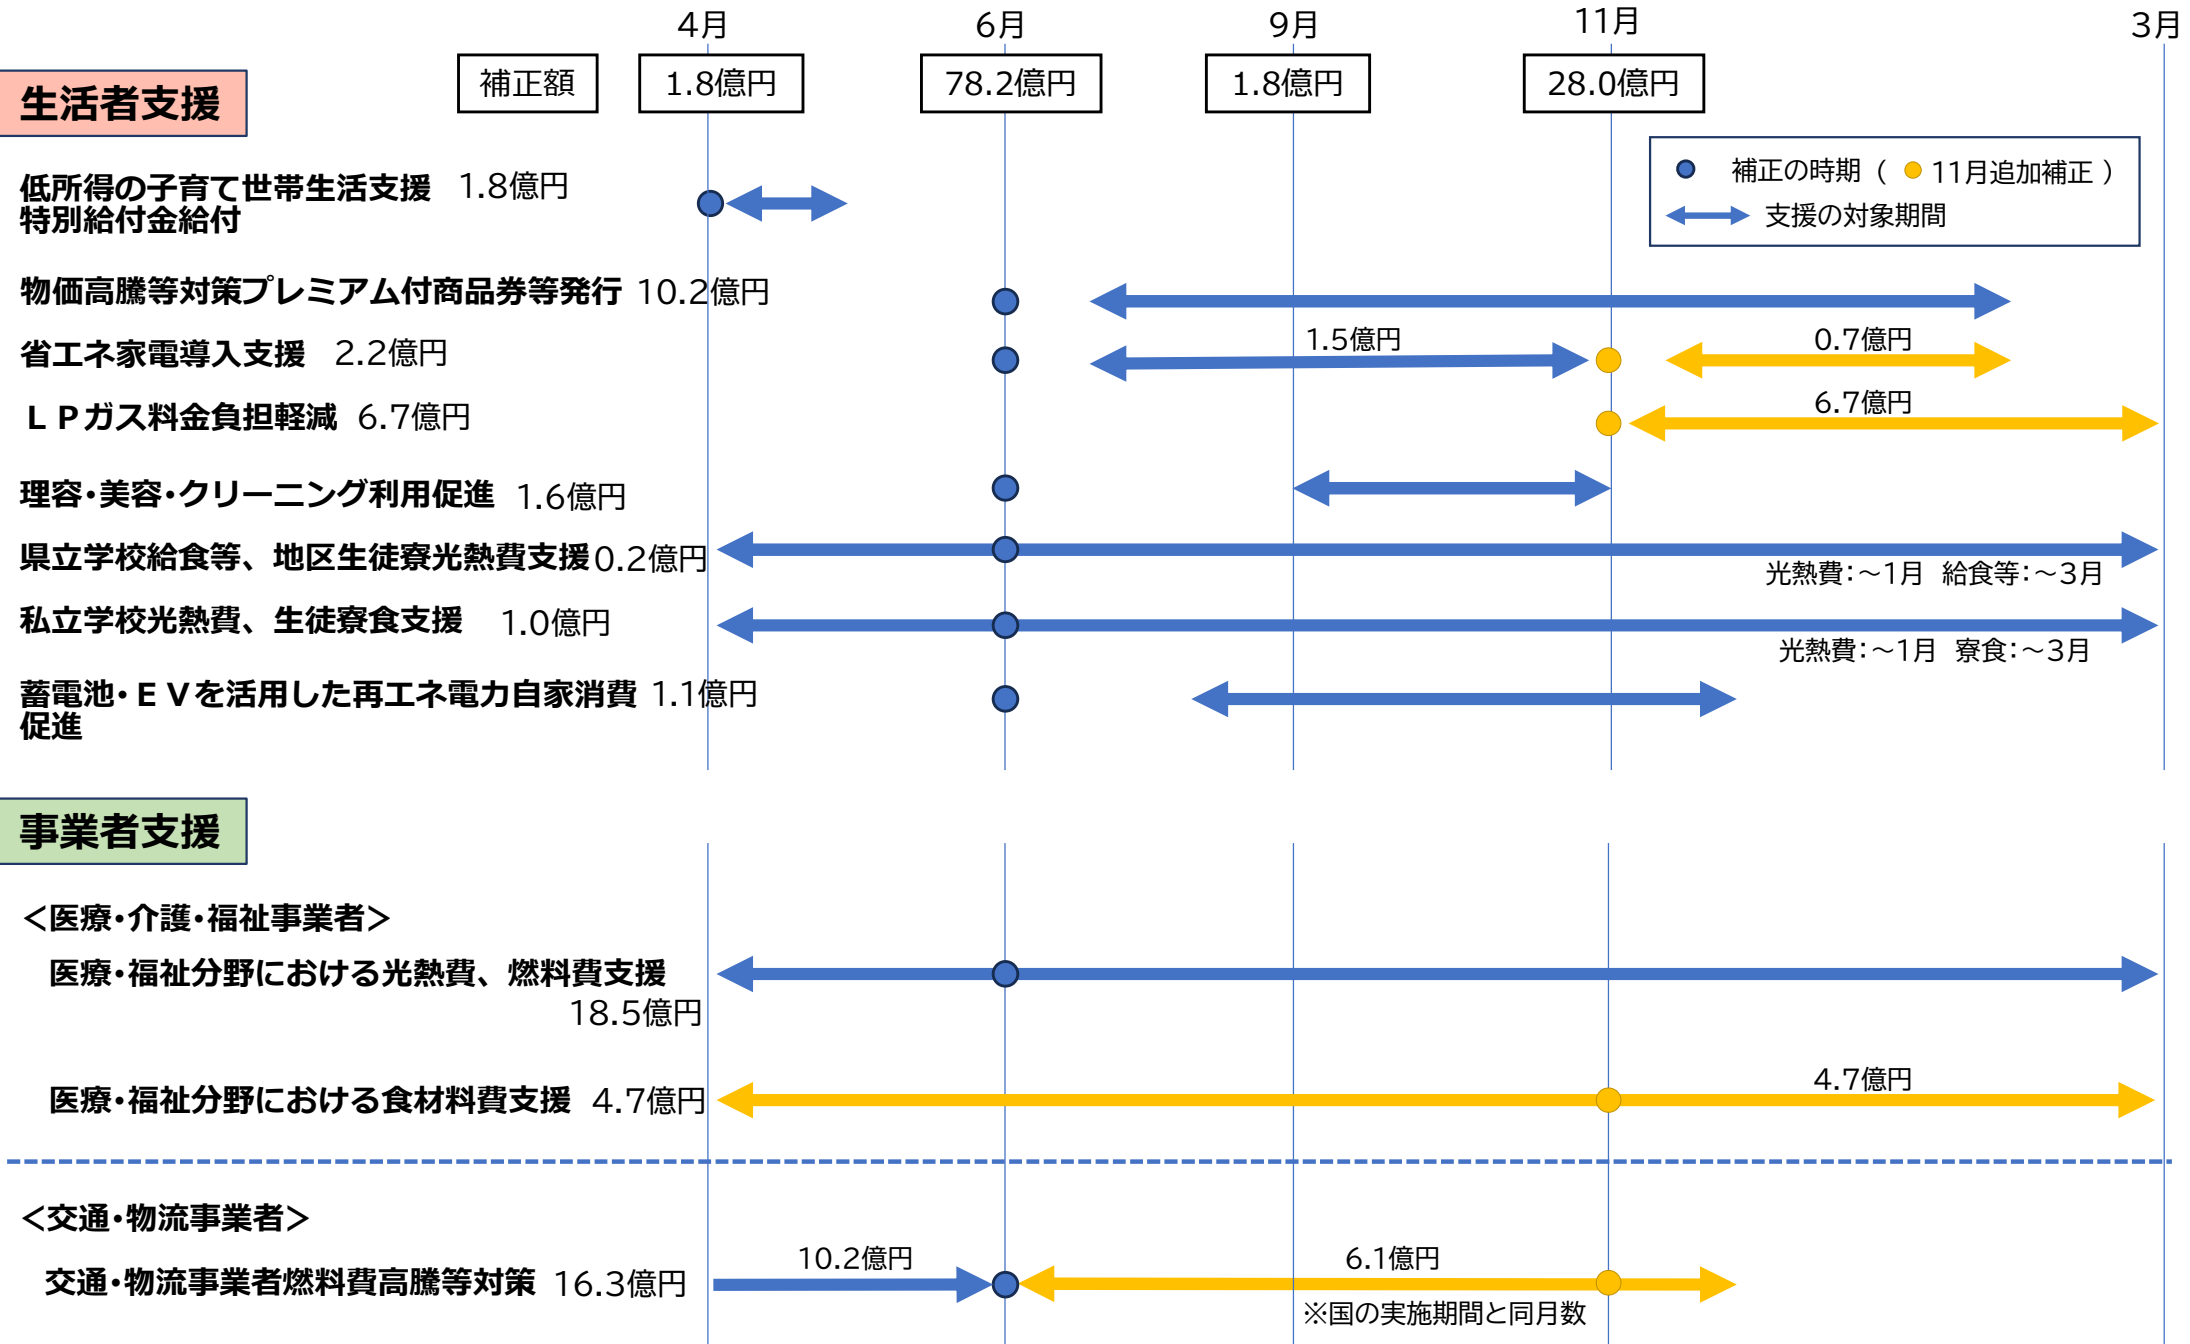 4月 6月 9月 11月 3月
補正額 1.8億円 78.2億円 1.8億円 28.0億円
生活者支援
補正の時期（ 11月追加補正 ）
支援の対象期間
低所得の子育て世帯生活支援 1.8億円
特別給付金給付
物価高騰等対策プレミアム付商品券等発行 10.2億円
省エネ家電導入支援 2.2億円 1.5億円 0.7億円
ＬＰガス料金負担軽減 6.7億円 6.7億円
理容・美容・クリーニング利用促進 1.6億円
県立学校給食等、地区生徒寮光熱費支援 0.2億円
光熱費：～1月 給食等：～3月
私立学校光熱費、生徒寮食支援 1.0億円
光熱費：～1月 寮食：～3月
蓄電池・ＥＶを活用した再エネ電力自家消費 1.1億円
促進
事業者支援
＜医療・介護・福祉事業者＞
医療・福祉分野における光熱費、燃料費支援
18.5億円
医療・福祉分野における食材料費支援 4.7億円 4.7億円
＜交通・物流事業者＞
交通・物流事業者燃料費高騰等対策 16.3億円 10.2億円 6.1億円
※国の実施期間と同月数